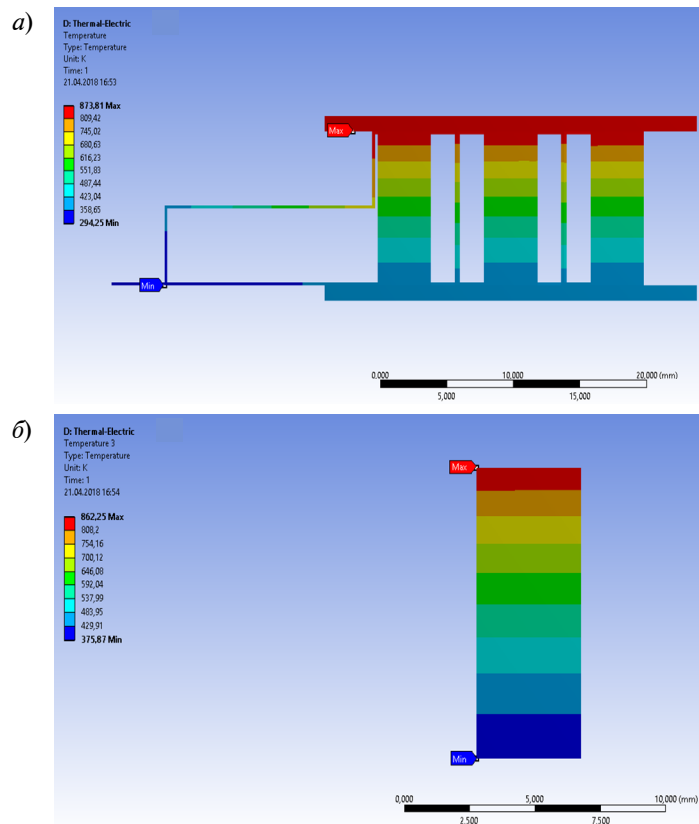 а)
D: Thermal-Electric
Temperature
Type: Temperature
Unit: K
Time: 1
21.04.2018 16:53
873,81 Max
809,42
745,02
680,63
616,23
551,83
487,44
423,04
358,65
294,25 Min
Max
Min
0,000 10,000 20,000 (mm)
5,000 15,000
б)
D: Thermal-Electric
Temperature 3
Type: Temperature
Unit: K
Time: 1
21.04.2018 16:54
862,25 Max
808,2
754,16
700,12
646,08
592,04
537,99
483,95
429,91
375,87 Min
Max
Min
0,000 5,000 10,000 (mm)
2,500 7,500